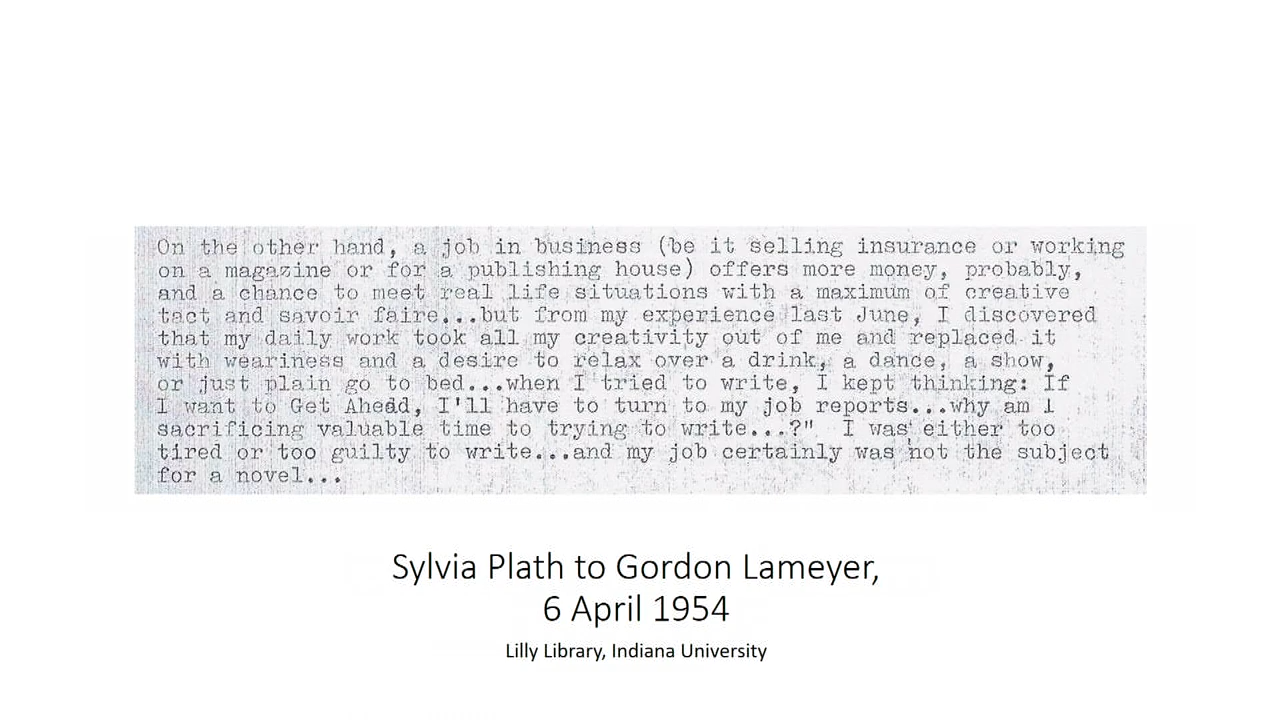 On the other hand, a job in business (be it selling insurance or working
on a magazine or for a publishing house) offers more money, probably,
and a chance to meet real life situations with a maximum of creative
tact and savoir faire...but from my experience last June, I discovered
that my daily work took all my creativity out of me and replaced it
with weariness and a desire to relax over a drink, a dance, a show,
or just plain go to bed...when I tried to write, I kept thinking: If
I want to Get Ahead, I'll have to turn to my job reports...why am I
sacrificing valuable time to trying to write...?" I was either too
tired or too guilty to write...and my job certainly was not the subject
for a novel...
Sylvia Plath to Gordon Lameyer,
6 April 1954
Lilly Library, Indiana University